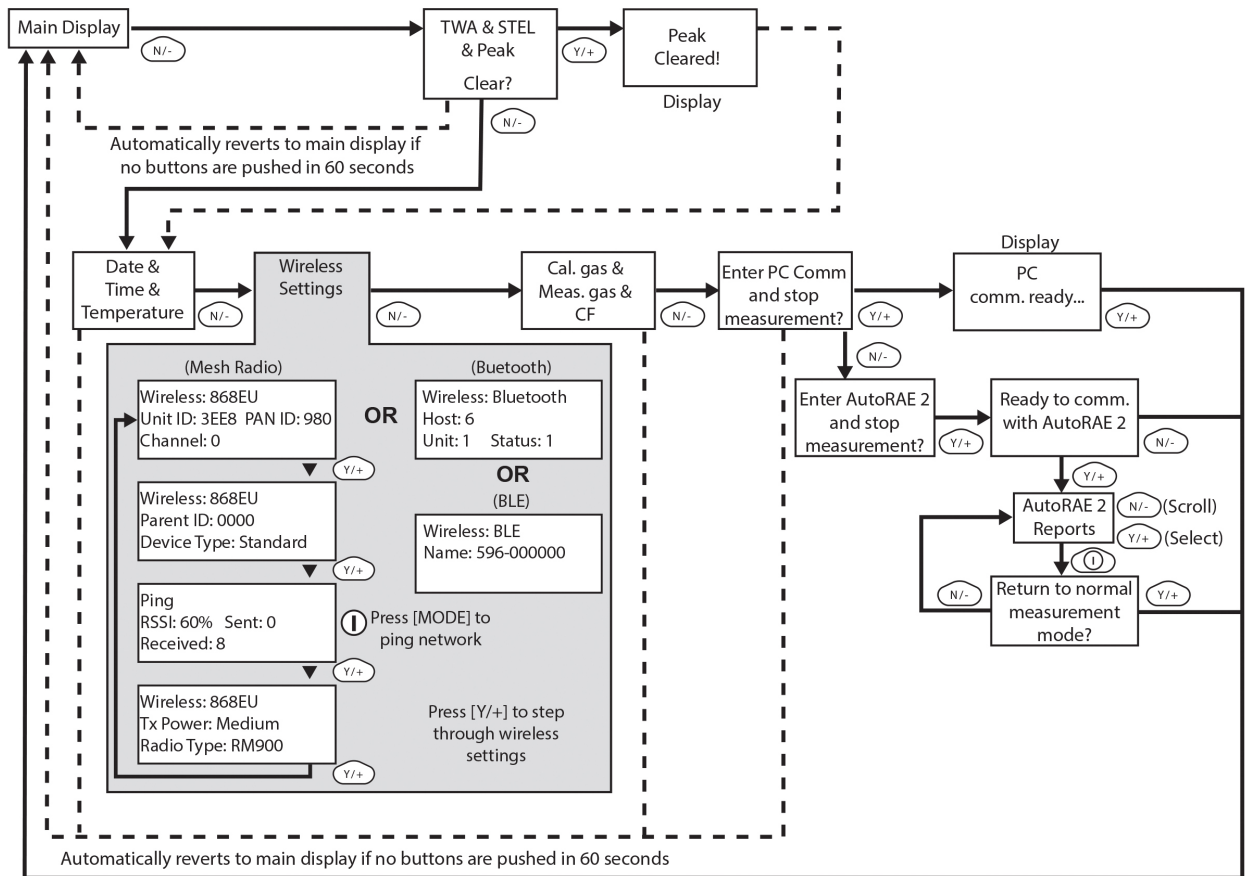 Main Display
N/-
TWA & STEL
& Peak
Clear?
Y/+
Peak
Cleared!
Display
N/-
Automatically reverts to main display if
no buttons are pushed in 60 seconds
Date &
Time &
Temperature
N/-
Wireless
Settings
N/-
Cal. gas &
Meas. gas &
CF
N/-
Enter PC Comm
and stop
measurement?
Y/+
Display
PC
comm. ready...
Y/+
N/-
Enter AutoRAE 2
and stop
measurement?
Y/+
Ready to comm.
with AutoRAE 2
N/-
Y/+
AutoRAE 2
Reports
N/- (Scroll)
Y/+ (Select)
N/-
Return to normal
measurement
mode?
Y/+
(Mesh Radio)
Wireless: 868EU
Unit ID: 3EE8 PAN ID: 980
Channel: 0
Y/+
Wireless: 868EU
Parent ID: 0000
Device Type: Standard
Y/+
Ping
RSSI: 60% Sent: 0
Received: 8
Press [MODE] to
ping network
Y/+
Wireless: 868EU
Tx Power: Medium
Radio Type: RM900
Y/+
OR
(Buetooth)
Wireless: Bluetooth
Host: 6
Unit: 1 Status: 1
OR
(BLE)
Wireless: BLE
Name: 596-000000
Press [Y/+] to step
through wireless
settings
Automatically reverts to main display if no buttons are pushed in 60 seconds